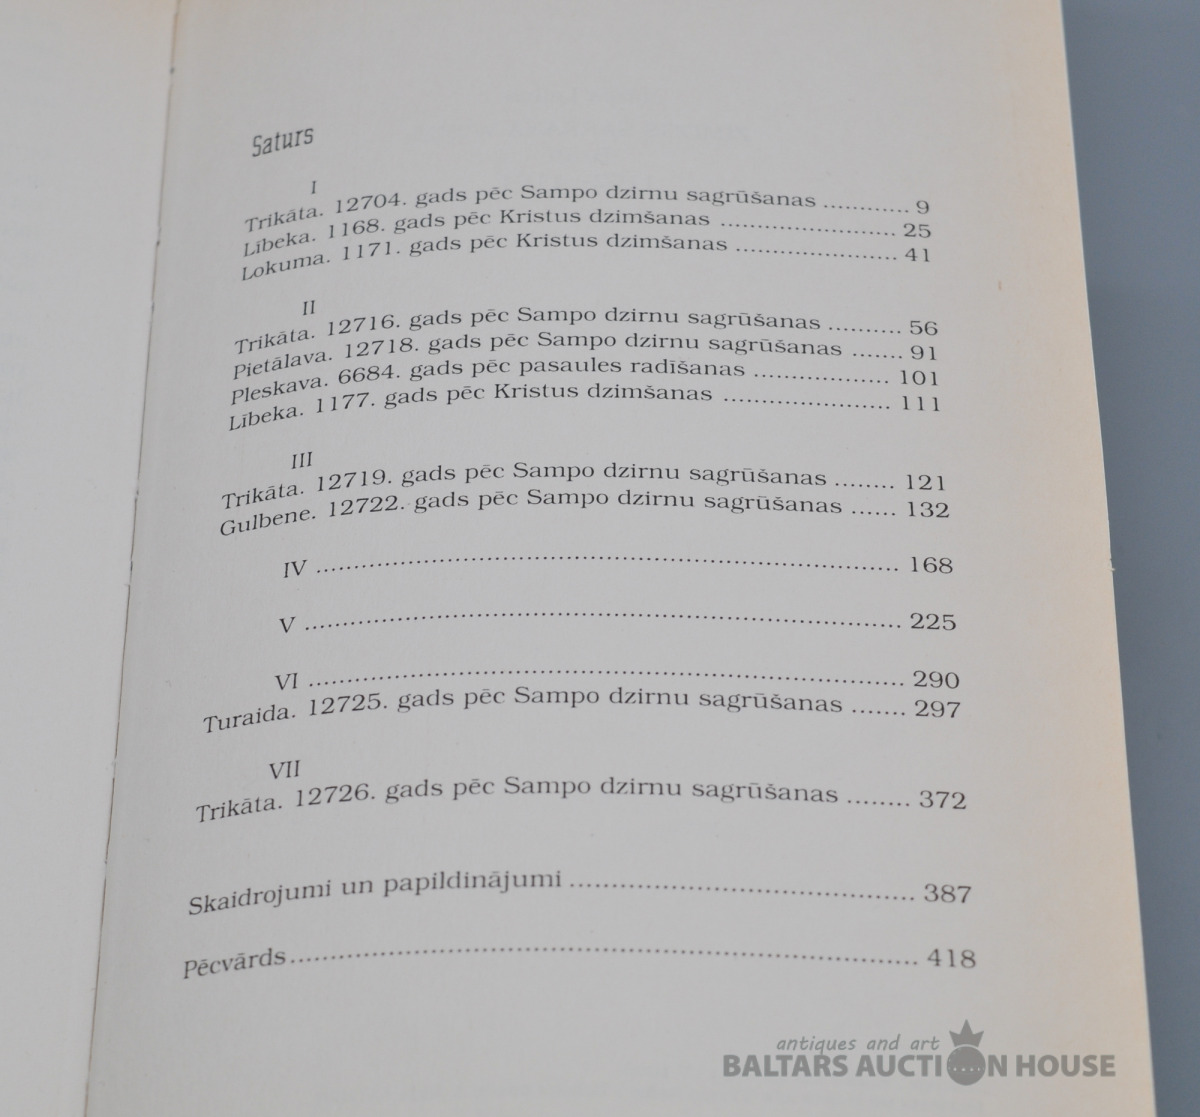 Saturs
I
Trikāta. 12704. gads pēc Sampo dzirnu sagrūšanas ............ 9
Lībeka. 1168. gads pēc Kristus dzimšanas ........................ 25
Lokuma. 1171. gads pēc Kristus dzimšanas ...................... 41
II
Trikāta. 12716. gads pēc Sampo dzirnu sagrūšanas .......... 56
Pietālava. 12718. gads pēc Sampo dzirnu sagrūšanas ....... 91
Pleskava. 6684. gads pēc pasaules radīšanas .................. 101
Lībeka. 1177. gads pēc Kristus dzimšanas ...................... 111
III
Trikāta. 12719. gads pēc Sampo dzirnu sagrūšanas ........ 121
Gulbene. 12722. gads pēc Sampo dzirnu sagrūšanas ...... 132
IV ........................................................................ 168
V ......................................................................... 225
VI ........................................................................ 290
Turaida. 12725. gads pēc Sampo dzirnu sagrūšanas ....... 297
VII
Trikāta. 12726. gads pēc Sampo dzirnu sagrūšanas ........ 372
Skaidrojumi un papildinājumi .......................................... 387
Pēcvārds ............................................................................ 418
antiques and art
BALTARS AUCTION HOUSE